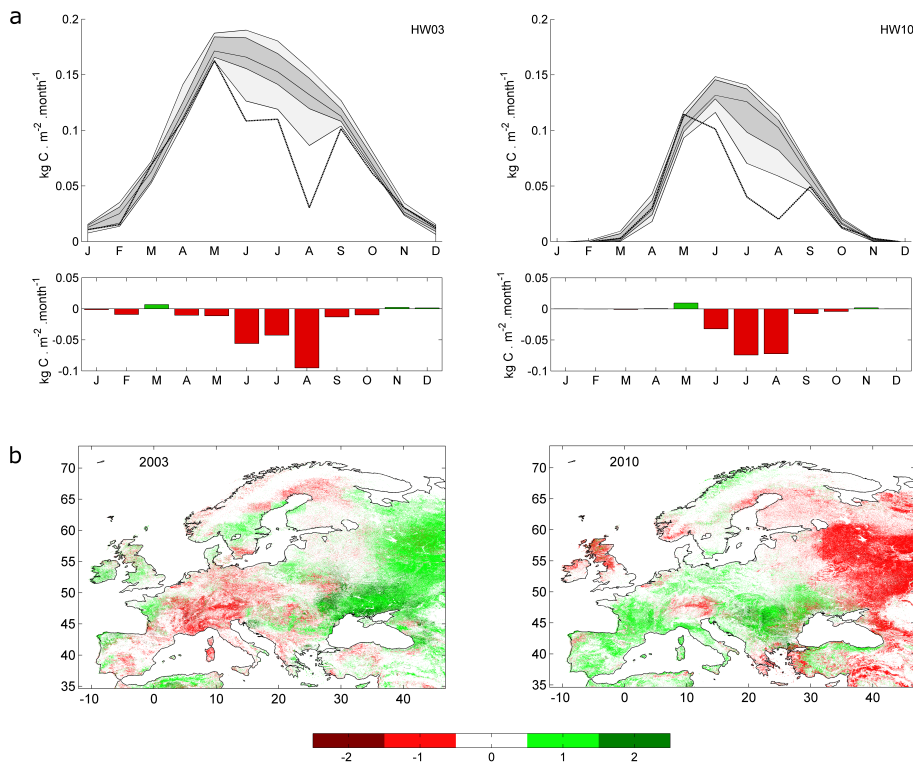 a
HW03
0.2
0.15
0.1
0.05
0
kg C . m-2 .month-1
J F M A M J J A S O N D
HW10
0.2
0.15
0.1
0.05
0
kg C . m-2 .month-1
J F M A M J J A S O N D
0.05
0
-0.05
-0.1
kg C . m-2 .month-1
J F M A M J J A S O N D
0.05
0
-0.05
-0.1
kg C . m-2 .month-1
J F M A M J J A S O N D
b
2003
70
65
60
55
50
45
40
35
-10 0 10 20 30 40
2010
70
65
60
55
50
45
40
35
-10 0 10 20 30 40
-2 -1 0 1 2